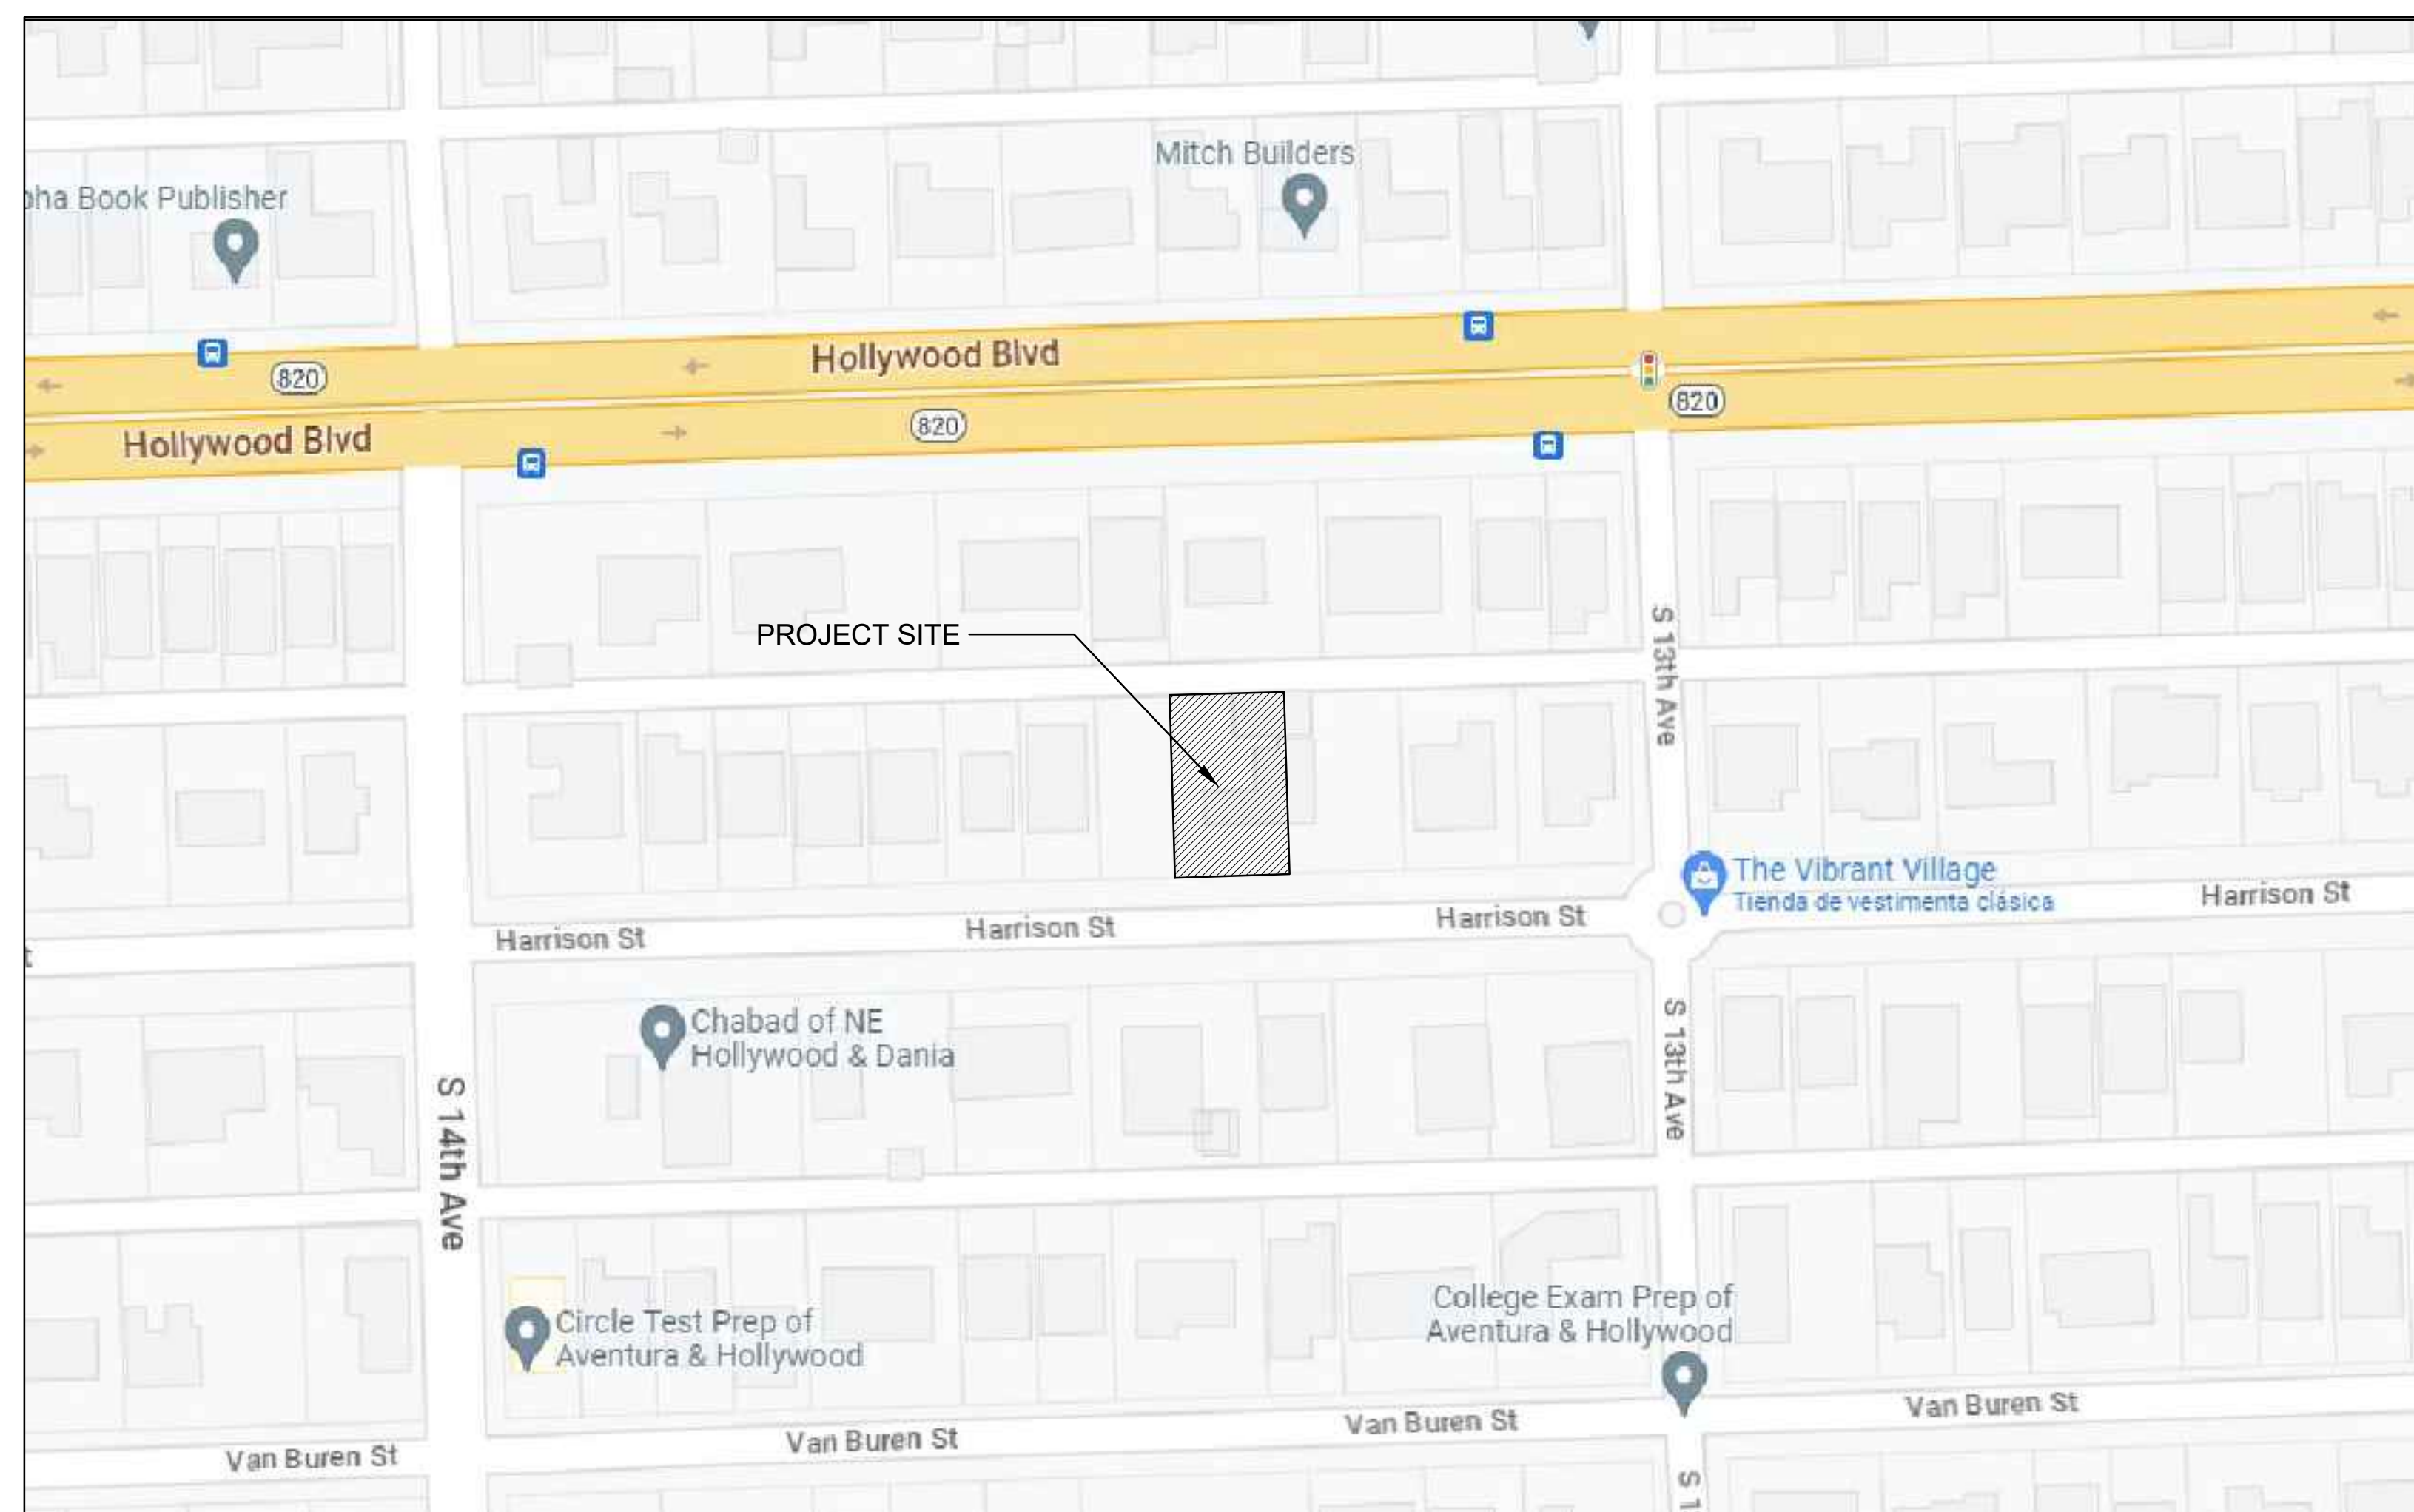 Mitch Builders
pha Book Publisher
Hollywood Blvd
820
820
820
Hollywood Blvd
PROJECT SITE
S 13th Ave
The Vibrant Village
Tienda de vestimenta clásica
Harrison St
Harrison St
Harrison St
Harrison St
t
Chabad of NE
Hollywood & Dania
S 13th Ave
S 14th Ave
College Exam Prep of
Aventura & Hollywood
Circle Test Prep of
Aventura & Hollywood
Van Buren St
Van Buren St
Van Buren St
Van Buren St
S 1